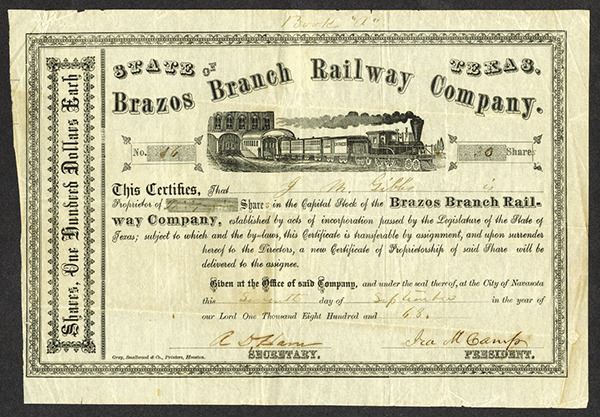 Book "A"
STATE OF TEXAS.
Brazos Branch Railway Company.
Shares, One Hundred Dollars Each
No. 36
30 Share
This Certifies, That J. M. Gibbs is
Proprietor of Shares in the Capital Stock of the Brazos Branch Rail-
way Company, established by acts of incorporation passed by the Legislature of the State of
Texas; subject to which and the by-laws, this Certificate is transferable by assignment, and upon surrender
hereof to the Directors, a new Certificate of Proprietorship of said Share will be
delivered to the assignee.
Given at the Office of said Company, and under the seal thereof, at the City of Navasota
this Seventh day of September in the year of
our Lord One Thousand Eight Hundred and 68.
Ira M Camp
SECRETARY. PRESIDENT.
Gray, Smallwood & Co., Printers, Houston.